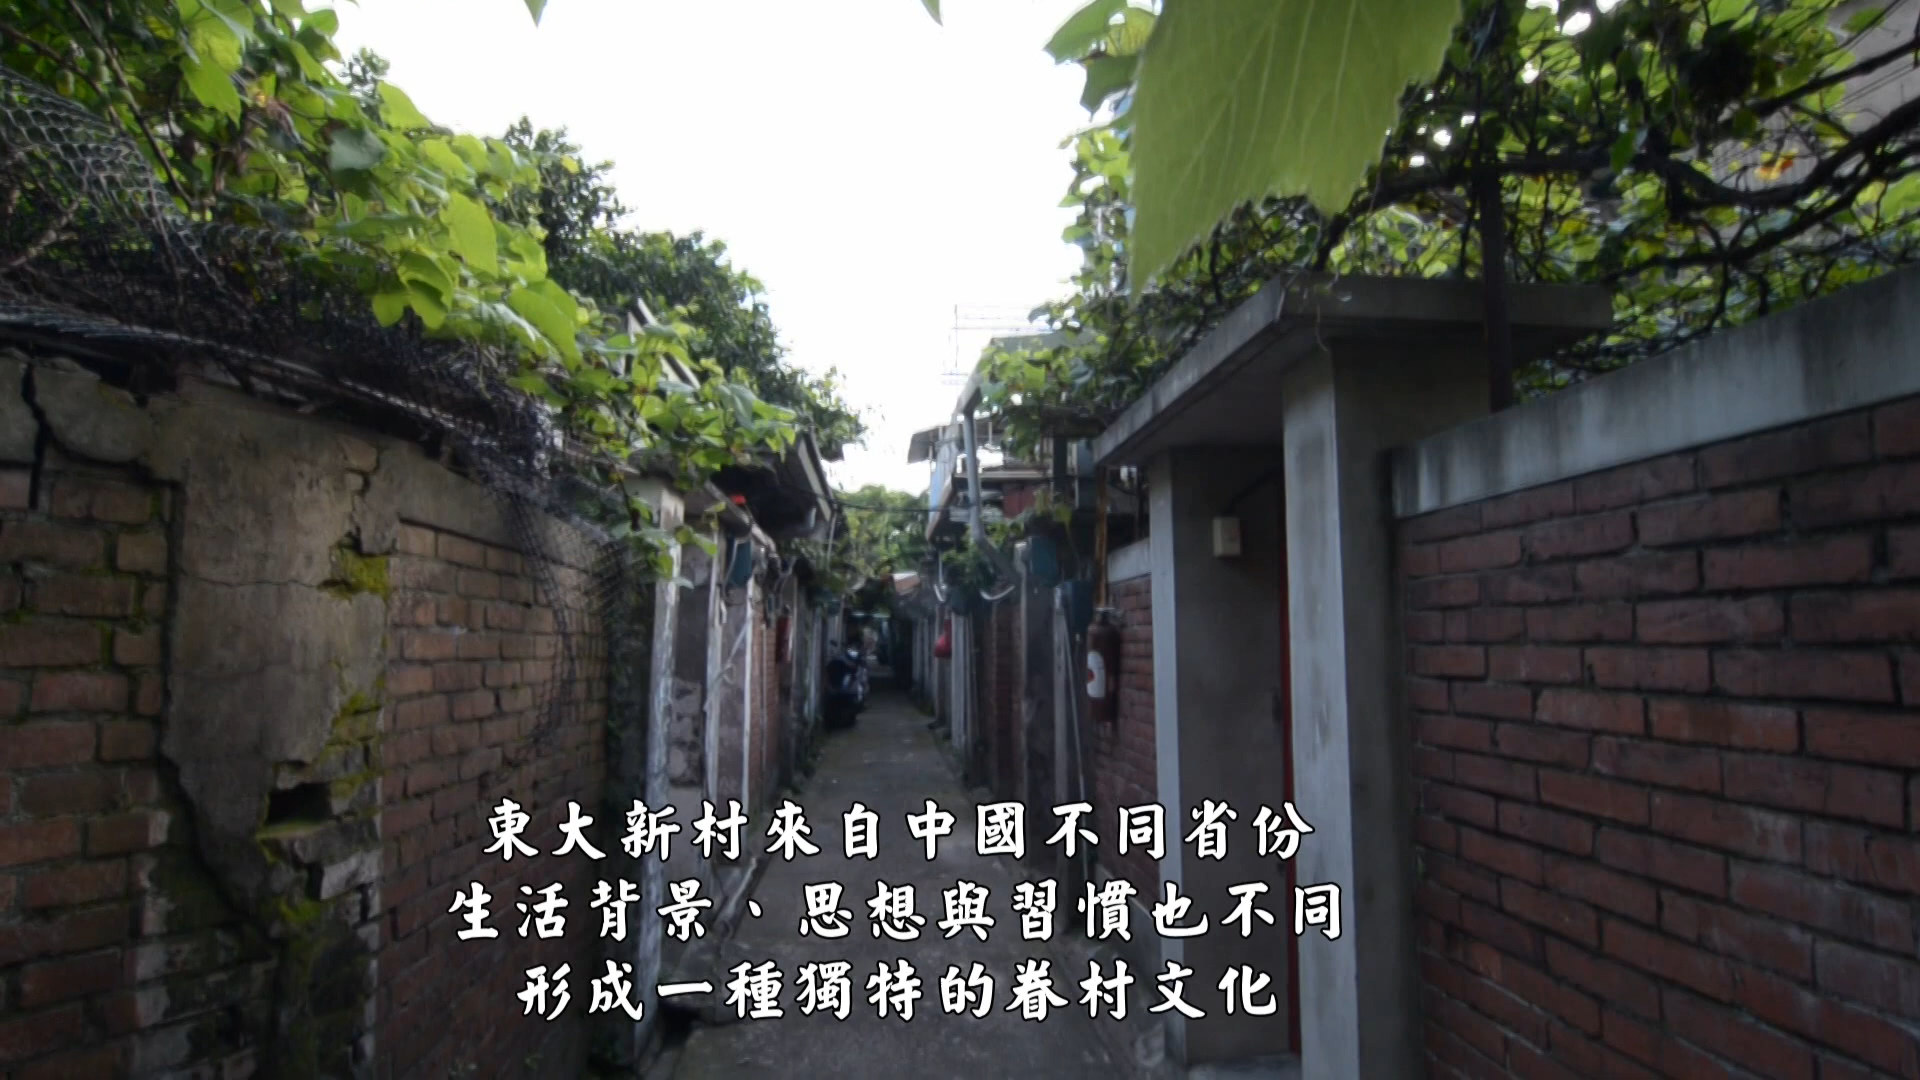 東大新村來自中國不同省份
生活背景、思想與習慣也不同
形成一種獨特的眷村文化